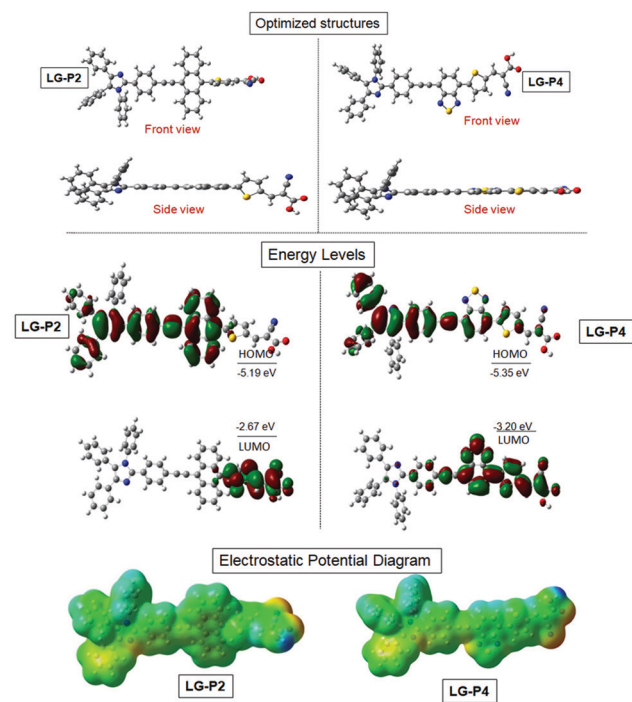 Optimized structures
LG-P2
LG-P4
Front view
Front view
Side view
Side view
Energy Levels
LG-P2
HOMO
-5.19 eV
HOMO
-5.35 eV
LG-P4
-2.67 eV
LUMO
-3.20 eV
LUMO
Electrostatic Potential Diagram
LG-P2
LG-P4